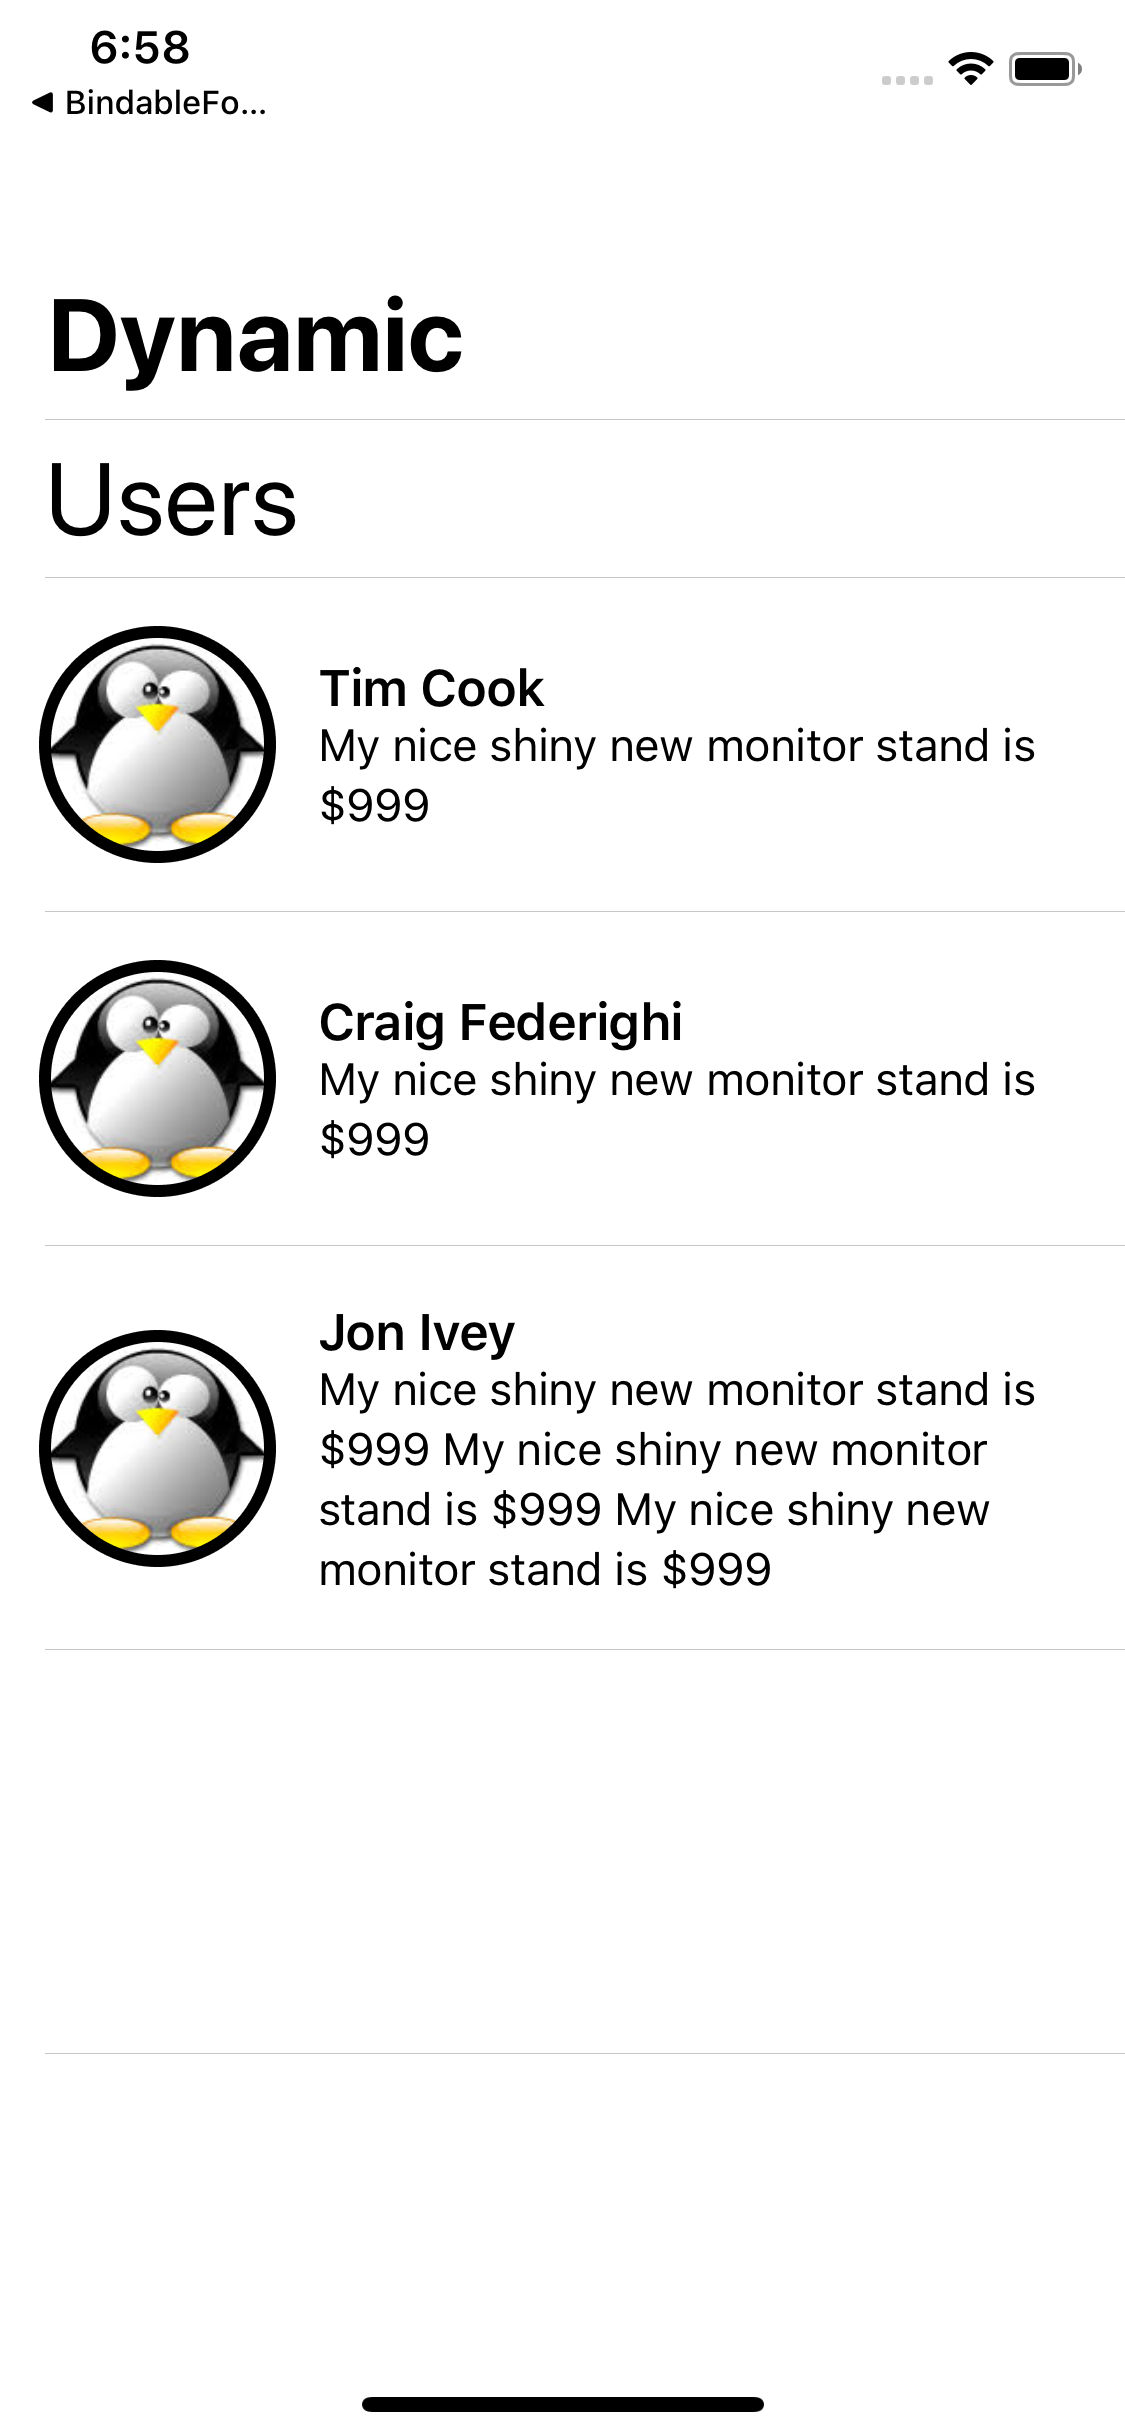 6:58
◀ BindableFo...
Dynamic
Users
Tim Cook
My nice shiny new monitor stand is
$999
Craig Federighi
My nice shiny new monitor stand is
$999
Jon Ivey
My nice shiny new monitor stand is
$999 My nice shiny new monitor
stand is $999 My nice shiny new
monitor stand is $999